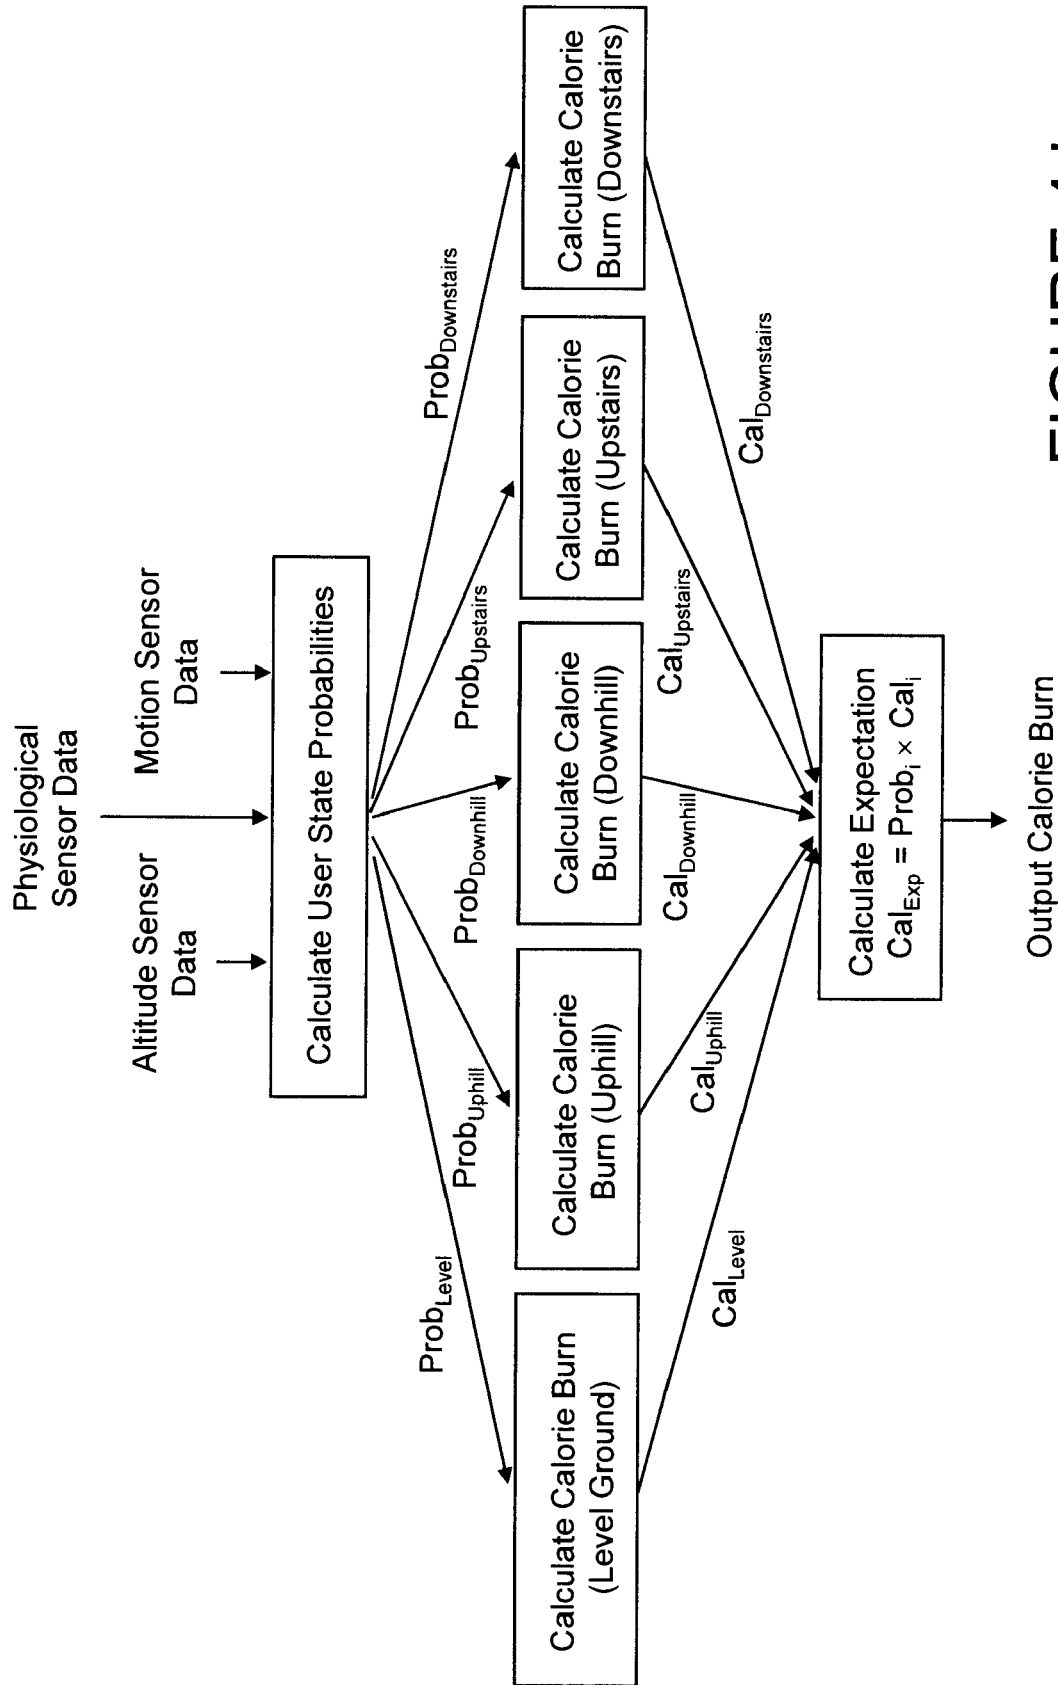 Physiological
Sensor Data
Altitude Sensor
Data
Motion Sensor
Data
Calculate User State Probabilities
Prob_Level
Prob_Uphill
Prob_Downhill
Prob_Upstairs
Prob_Downstairs
Calculate Calorie Burn
(Level Ground)
Calculate Calorie
Burn (Uphill)
Calculate Calorie
Burn (Downhill)
Calculate Calorie
Burn (Upstairs)
Calculate Calorie
Burn (Downstairs)
Cal_Level
Cal_Uphill
Cal_Downhill
Cal_Upstairs
Cal_Downstairs
Calculate Expectation
Cal_Exp = Prob_i × Cal_i
Output Calorie Burn
FIGURE